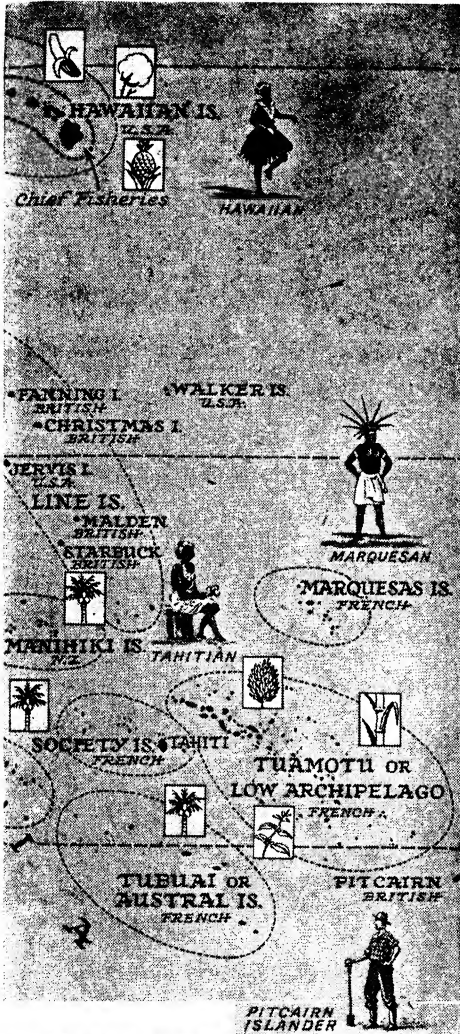 HAWAIIAN IS.
U.S.A.
Chief Fisheries
HAWAIIAN
FANNING I.
BRITISH
WALKER IS.
U.S.A.
CHRISTMAS I.
BRITISH
JERVIS I.
U.S.A.
LINE IS.
MALDEN
BRITISH
STARBUCK
BRITISH
MARQUESAN
MARQUESAS IS.
FRENCH
MANIHIKI IS.
N.Z.
TAHITIAN
SOCIETY IS.
FRENCH
TAHITI
TUAMOTU OR
LOW ARCHIPELAGO
FRENCH
TUBUAI OR
AUSTRAL IS.
FRENCH
PITCAIRN
BRITISH
PITCAIRN
ISLANDER